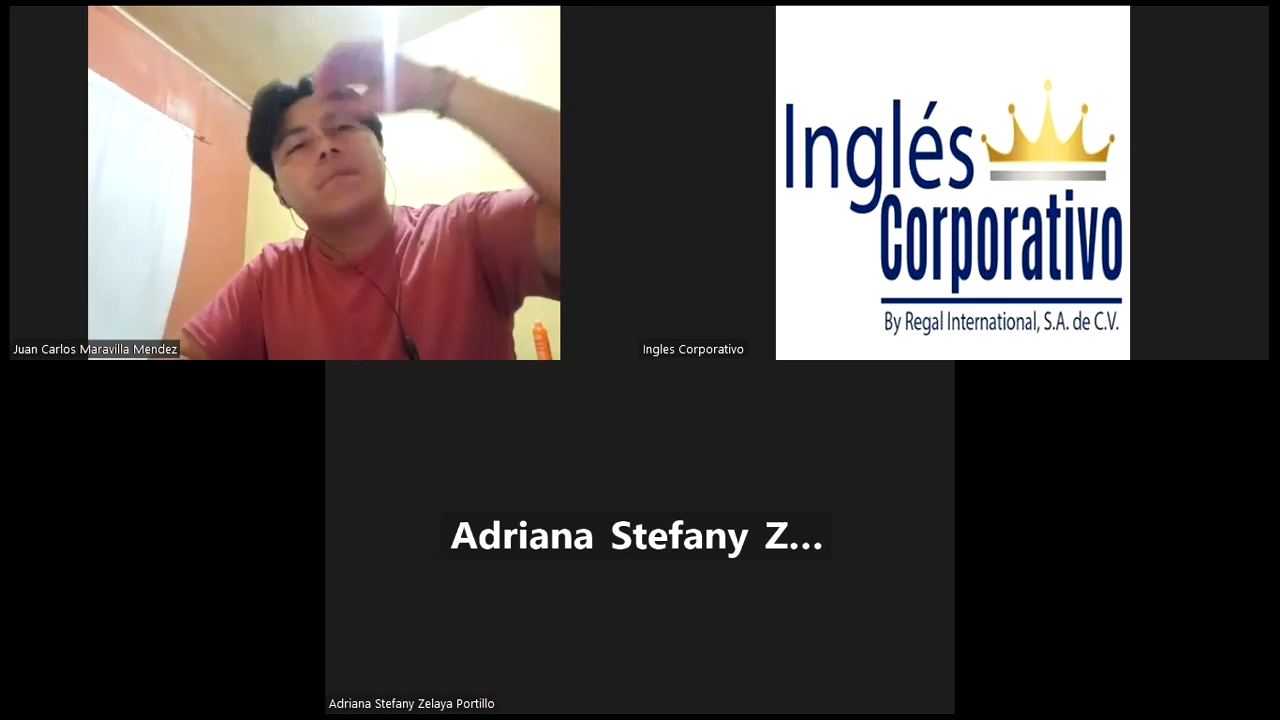 Inglés
Corporativo
By Regal International, S.A. de C.V.
Juan Carlos Maravilla Mendez
Ingles Corporativo
Adriana Stefany Z...
Adriana Stefany Zelaya Portillo